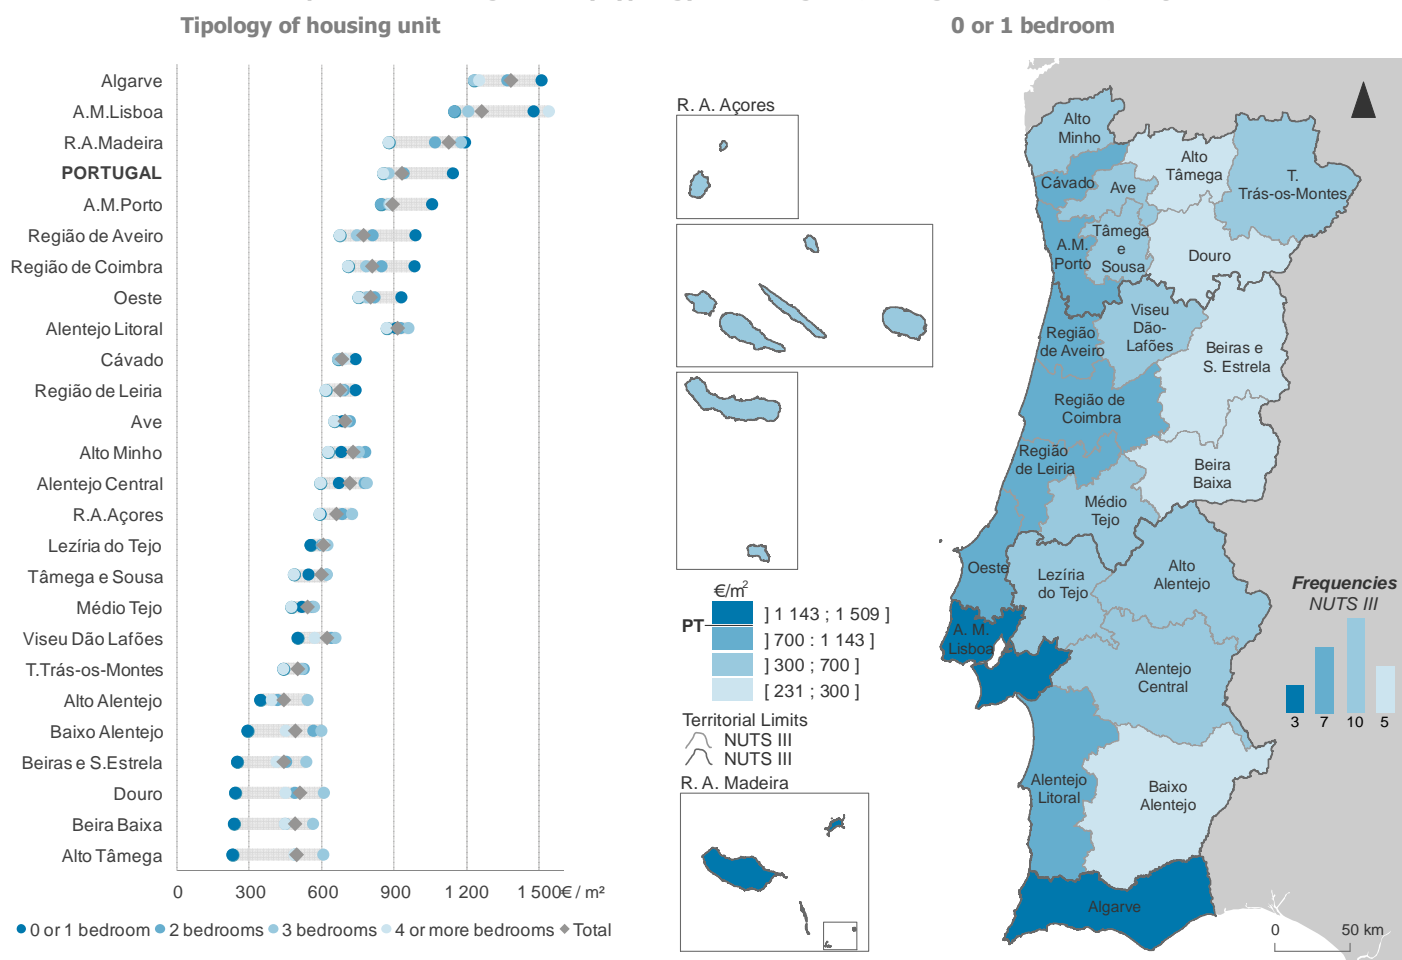 Tipology of housing unit
0 or 1 bedroom
Algarve
A.M.Lisboa
R.A.Madeira
PORTUGAL
A.M.Porto
Região de Aveiro
Região de Coimbra
Oeste
Alentejo Litoral
Cávado
Região de Leiria
Ave
Alto Minho
Alentejo Central
R.A.Açores
Lezíria do Tejo
Tâmega e Sousa
Médio Tejo
Viseu Dão Lafões
T.Trás-os-Montes
Alto Alentejo
Baixo Alentejo
Beiras e S.Estrela
Douro
Beira Baixa
Alto Tâmega
0 300 600 900 1 200 1 500€ / m²
0 or 1 bedroom 2 bedrooms 3 bedrooms 4 or more bedrooms Total
R. A. Açores
€/m²
PT
] 1 143 ; 1 509 ]
] 700 : 1 143 ]
] 300 ; 700 ]
[ 231 ; 300 ]
Territorial Limits
NUTS III
NUTS III
R. A. Madeira
Alto
Minho
Cávado
Ave
Alto
Tâmega
T.
Trás-os-Montes
A.M.
Porto
Tâmega
e
Sousa
Douro
Região
de Aveiro
Viseu
Dão-
Lafões
Beiras e
S. Estrela
Região de
Coimbra
Região
de Leiria
Beira
Baixa
Médio
Tejo
Oeste
Lezíria
do Tejo
Alto
Alentejo
A. M.
Lisboa
Alentejo
Central
Alentejo
Litoral
Baixo
Alentejo
Algarve
Frequencies
NUTS III
3 7 10 5
0 50 km